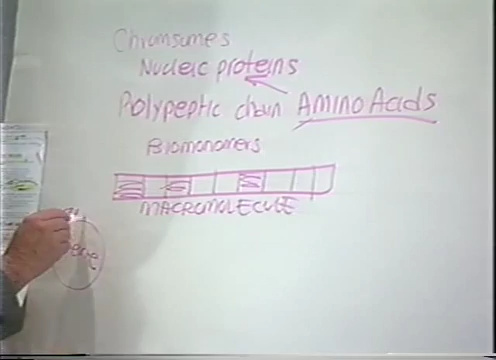 Chromsomes
Nucleic proteins
Polypeptic chain Amino Acids
Biomonomers
MACROMOLECULE